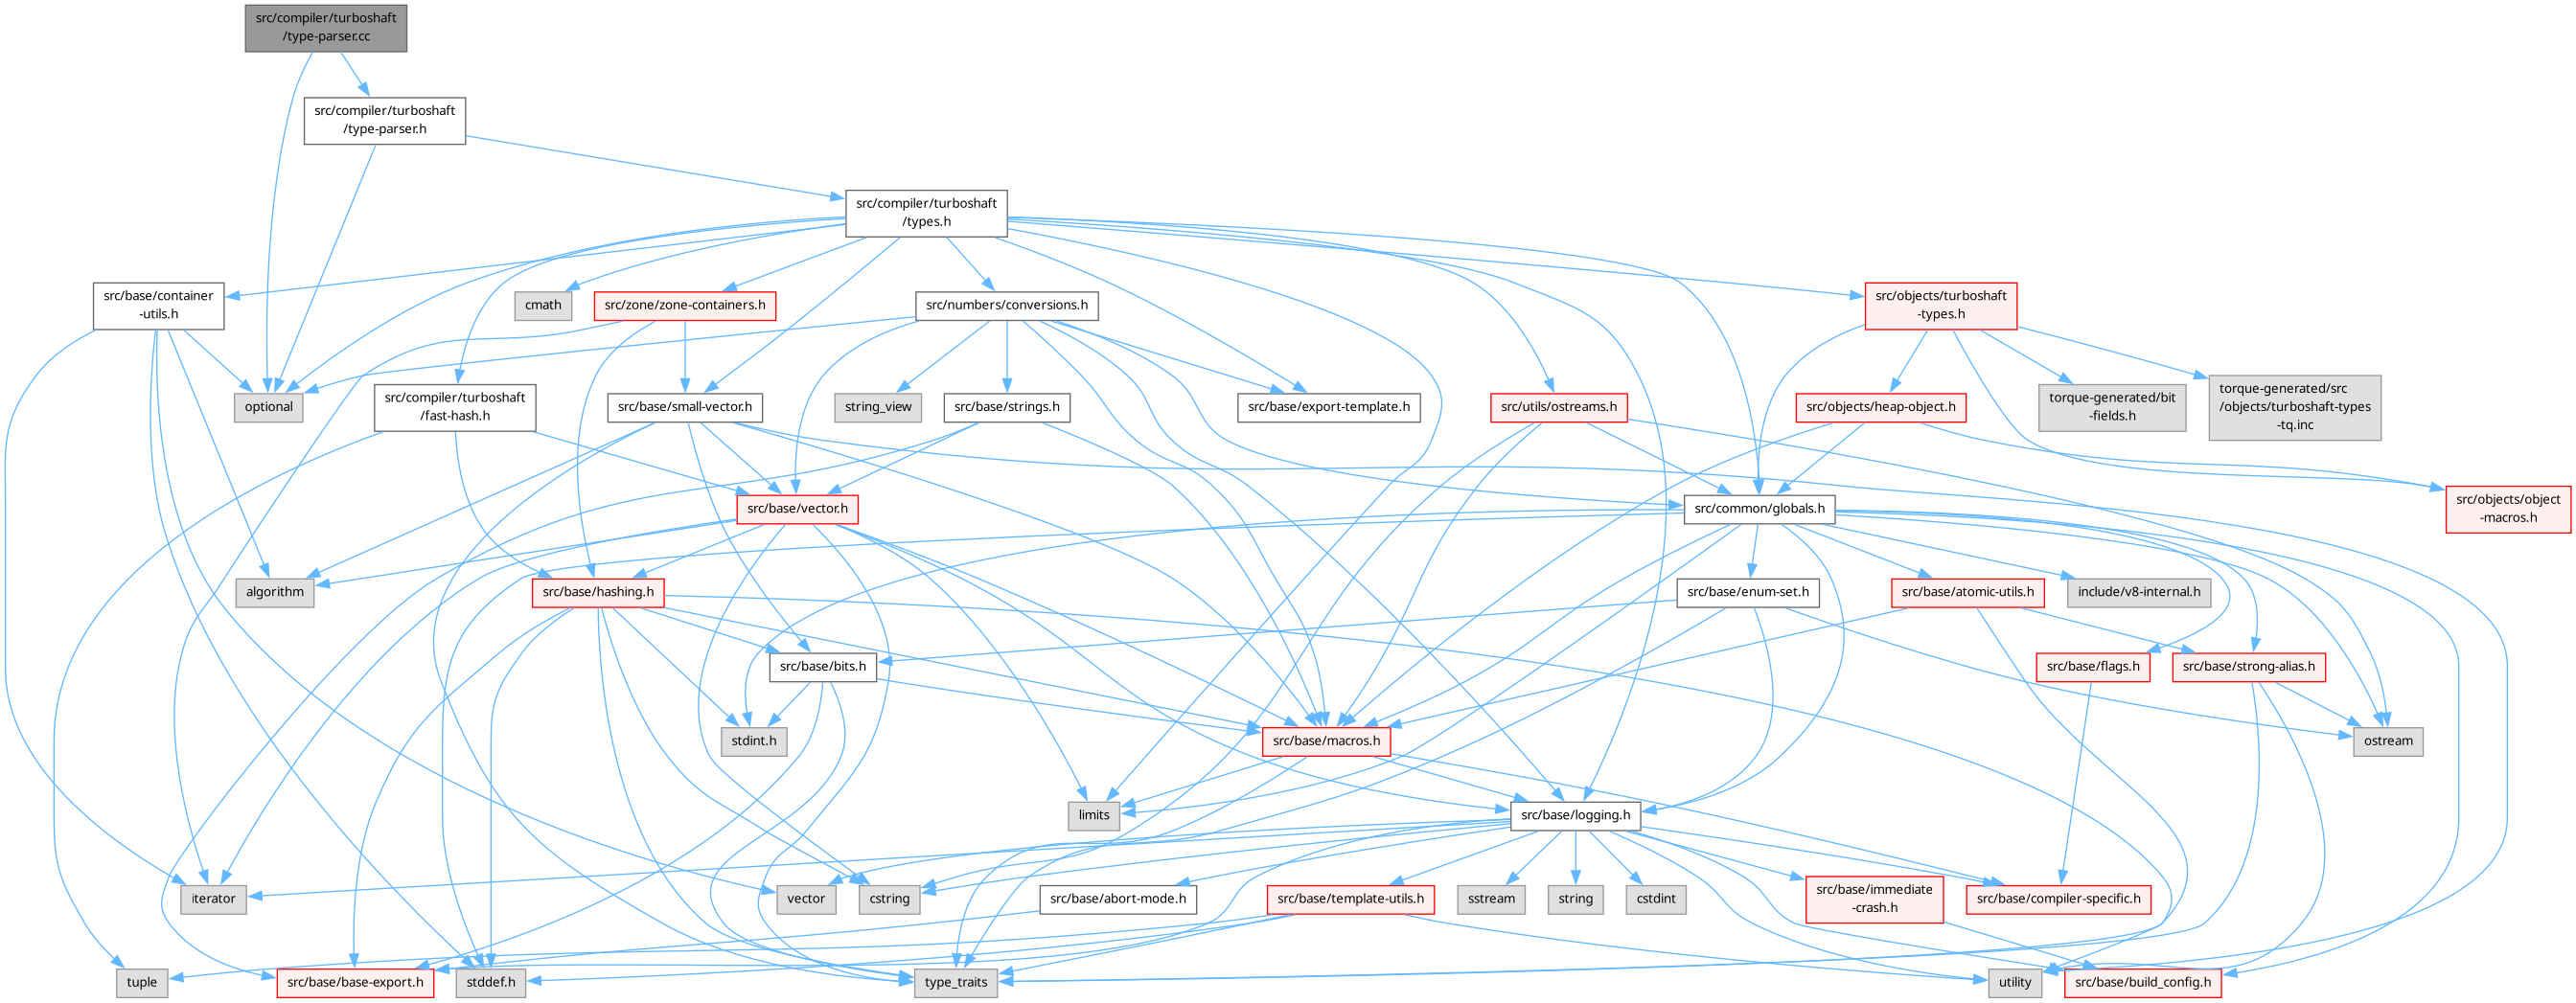 src/compiler/turboshaft
/type-parser.cc
src/compiler/turboshaft
/type-parser.h
src/compiler/turboshaft
/types.h
src/base/container
-utils.h
cmath
src/zone/zone-containers.h
src/numbers/conversions.h
src/objects/turboshaft
-types.h
optional
src/compiler/turboshaft
/fast-hash.h
src/base/small-vector.h
string_view
src/base/strings.h
src/base/export-template.h
src/utils/ostreams.h
src/objects/heap-object.h
torque-generated/bit
-fields.h
torque-generated/src
/objects/turboshaft-types
-tq.inc
src/base/vector.h
src/common/globals.h
src/objects/object
-macros.h
algorithm
src/base/hashing.h
src/base/enum-set.h
src/base/atomic-utils.h
include/v8-internal.h
src/base/bits.h
src/base/flags.h
src/base/strong-alias.h
stdint.h
src/base/macros.h
ostream
limits
src/base/logging.h
iterator
vector
cstring
src/base/abort-mode.h
src/base/template-utils.h
sstream
string
cstdint
src/base/immediate
-crash.h
src/base/compiler-specific.h
tuple
src/base/base-export.h
stddef.h
type_traits
utility
src/base/build_config.h